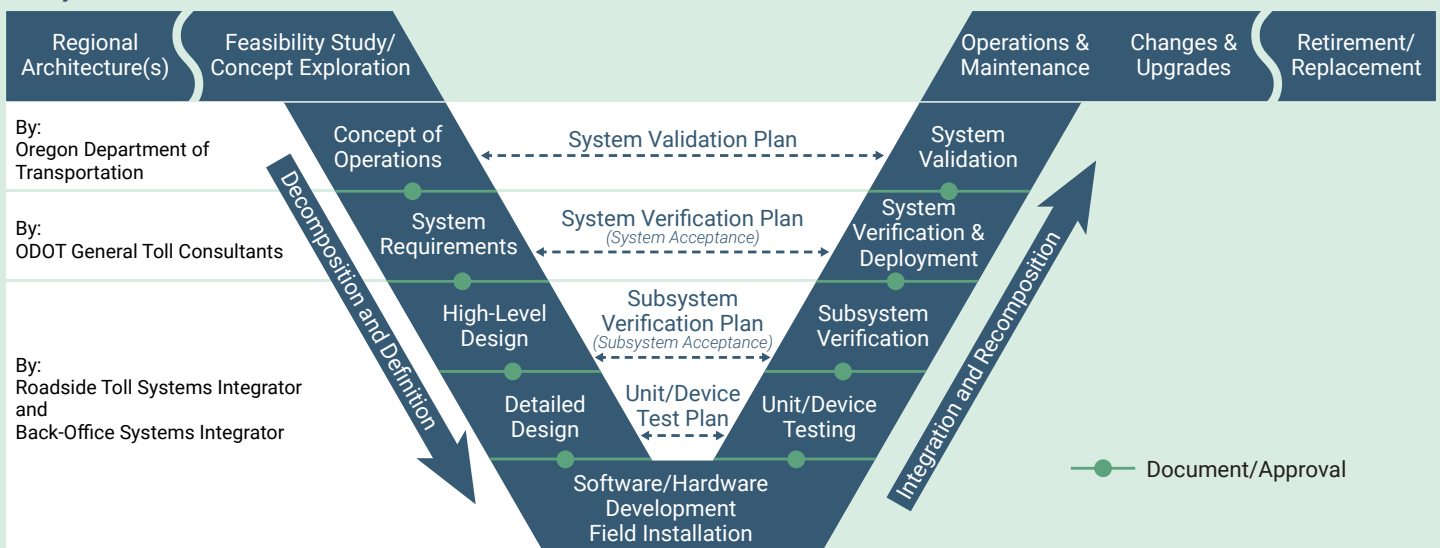 Regional
Architecture(s)
Feasibility Study/
Concept Exploration
Operations &
Maintenance
Changes &
Upgrades
Retirement/
Replacement
By:
Oregon Department of
Transportation
Concept of
Operations
System Validation Plan
System
Validation
By:
ODOT General Toll Consultants
System
Requirements
System Verification Plan
(System Acceptance)
System
Verification &
Deployment
By:
Roadside Toll Systems Integrator
and
Back-Office Systems Integrator
High-Level
Design
Subsystem
Verification Plan
(Subsystem Acceptance)
Subsystem
Verification
Detailed
Design
Unit/Device
Test Plan
Unit/Device
Testing
Software/Hardware
Development
Field Installation
Decomposition and Definition
Integration and Recomposition
Document/Approval